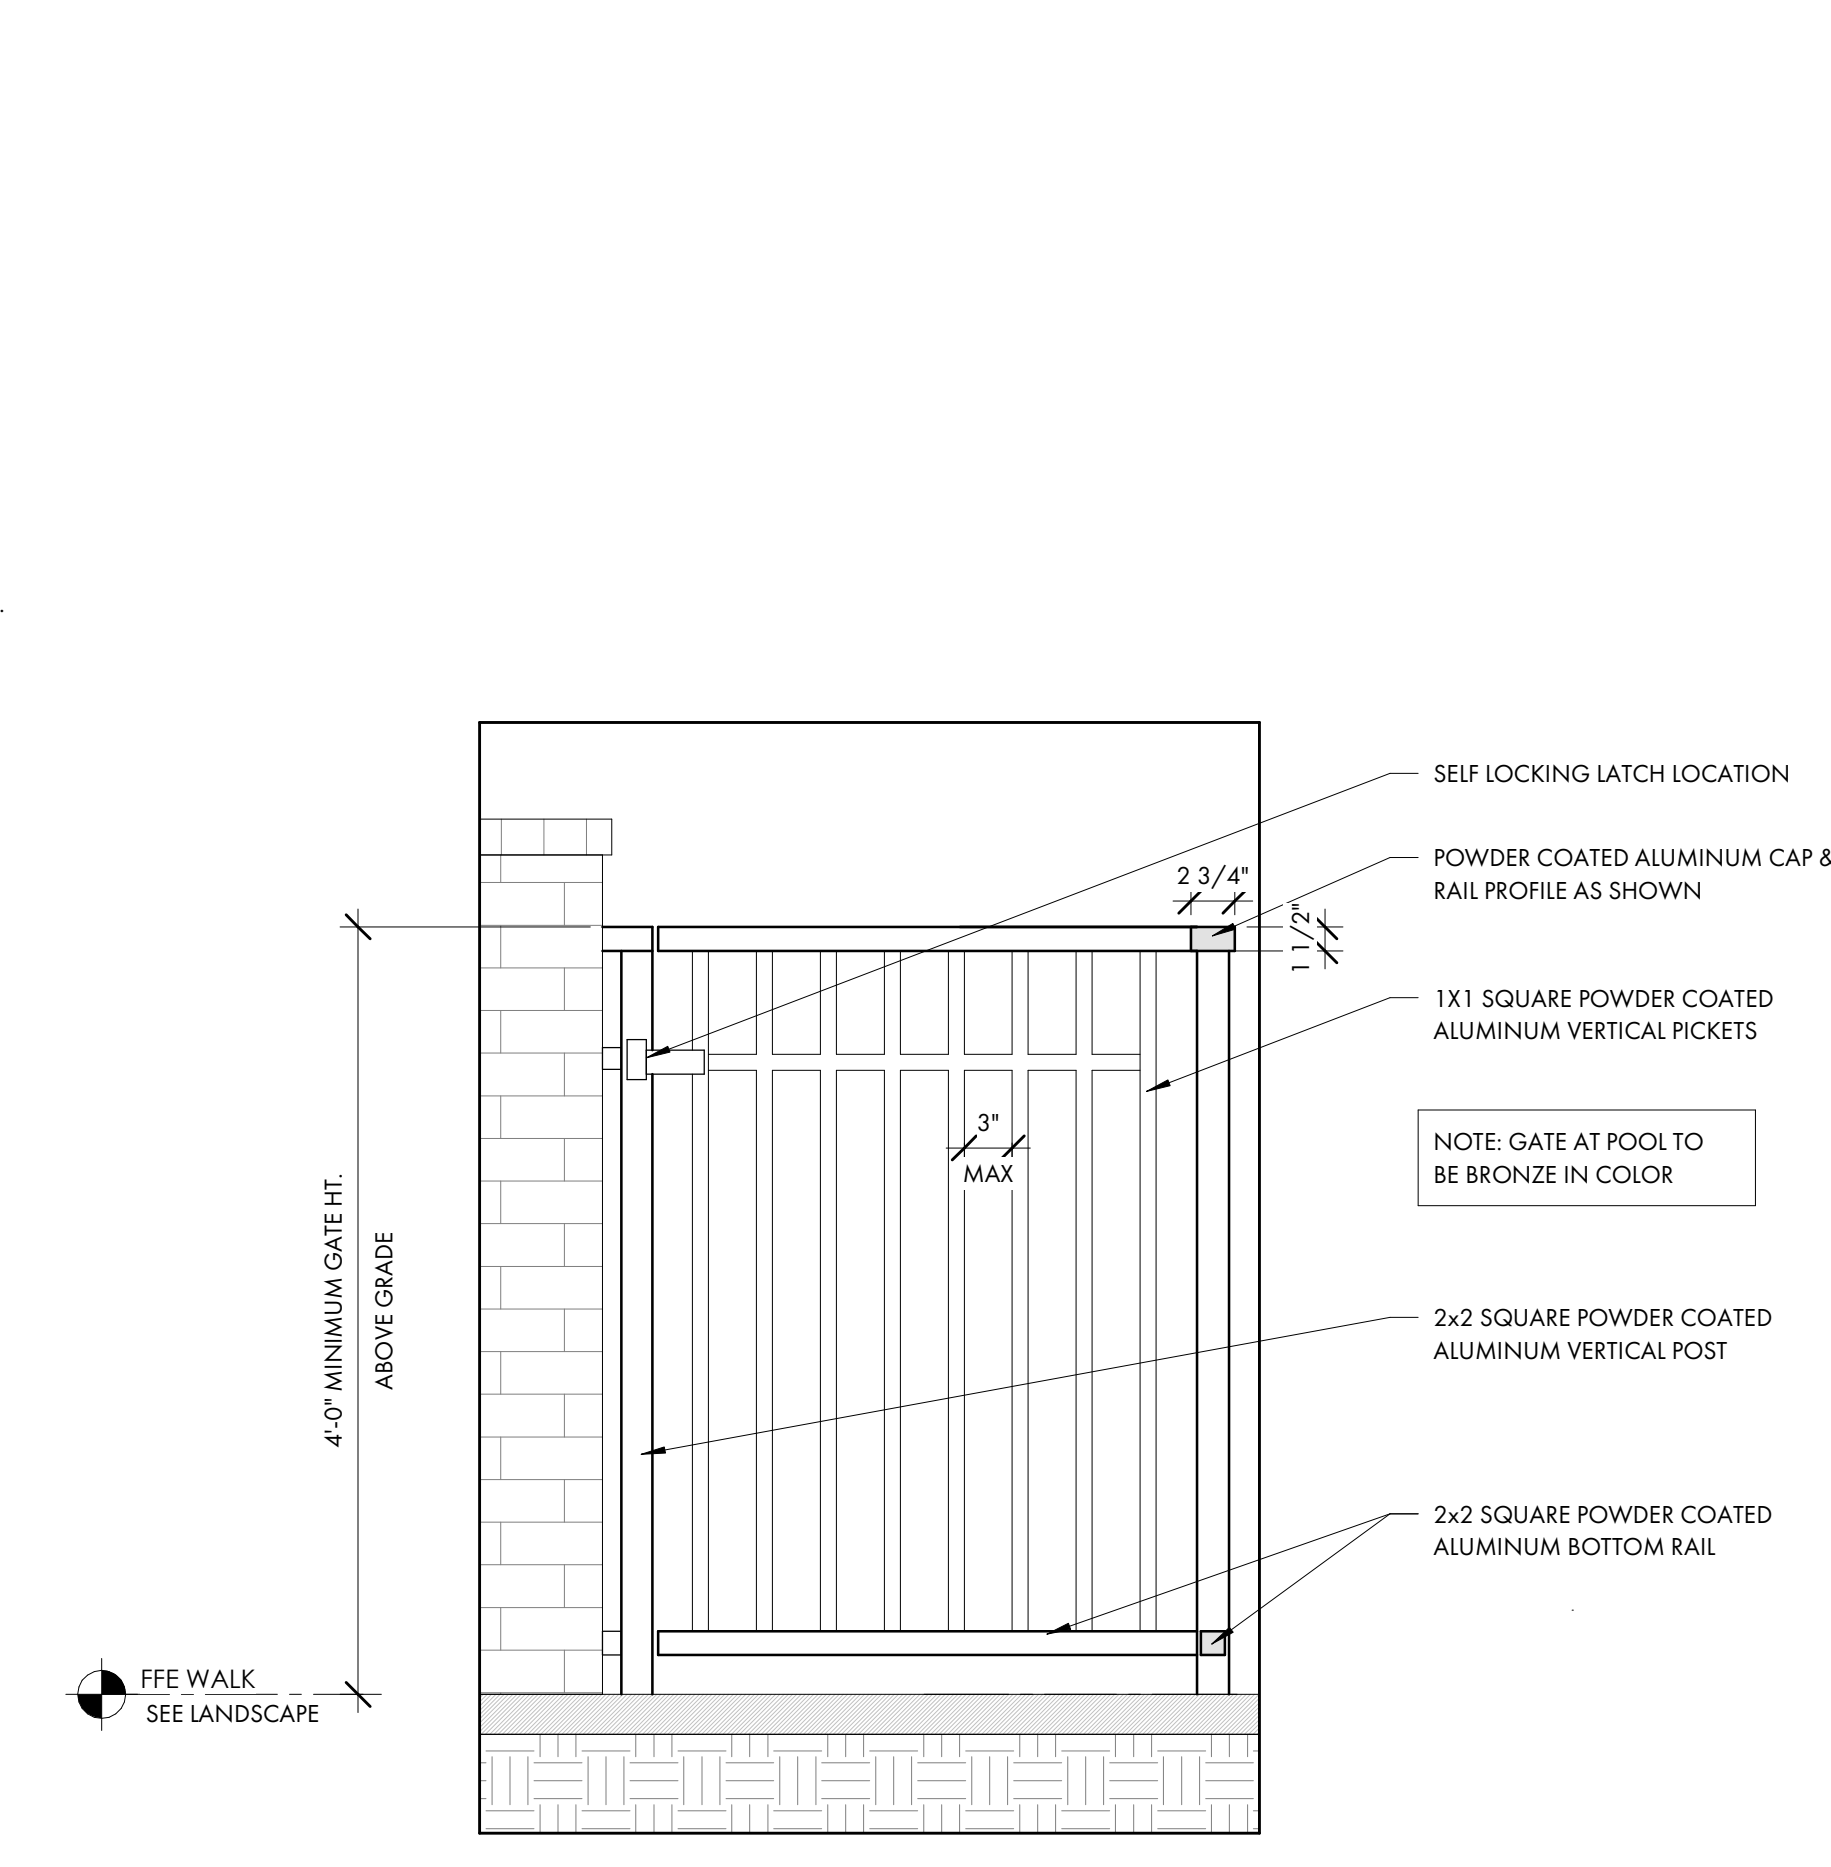 SELF LOCKING LATCH LOCATION
POWDER COATED ALUMINUM CAP &
RAIL PROFILE AS SHOWN
2 3/4"
1 1/2"
1X1 SQUARE POWDER COATED
ALUMINUM VERTICAL PICKETS
3"
MAX
NOTE: GATE AT POOL TO
BE BRONZE IN COLOR
4'-0" MINIMUM GATE HT.
ABOVE GRADE
2x2 SQUARE POWDER COATED
ALUMINUM VERTICAL POST
2x2 SQUARE POWDER COATED
ALUMINUM BOTTOM RAIL
FFE WALK
SEE LANDSCAPE